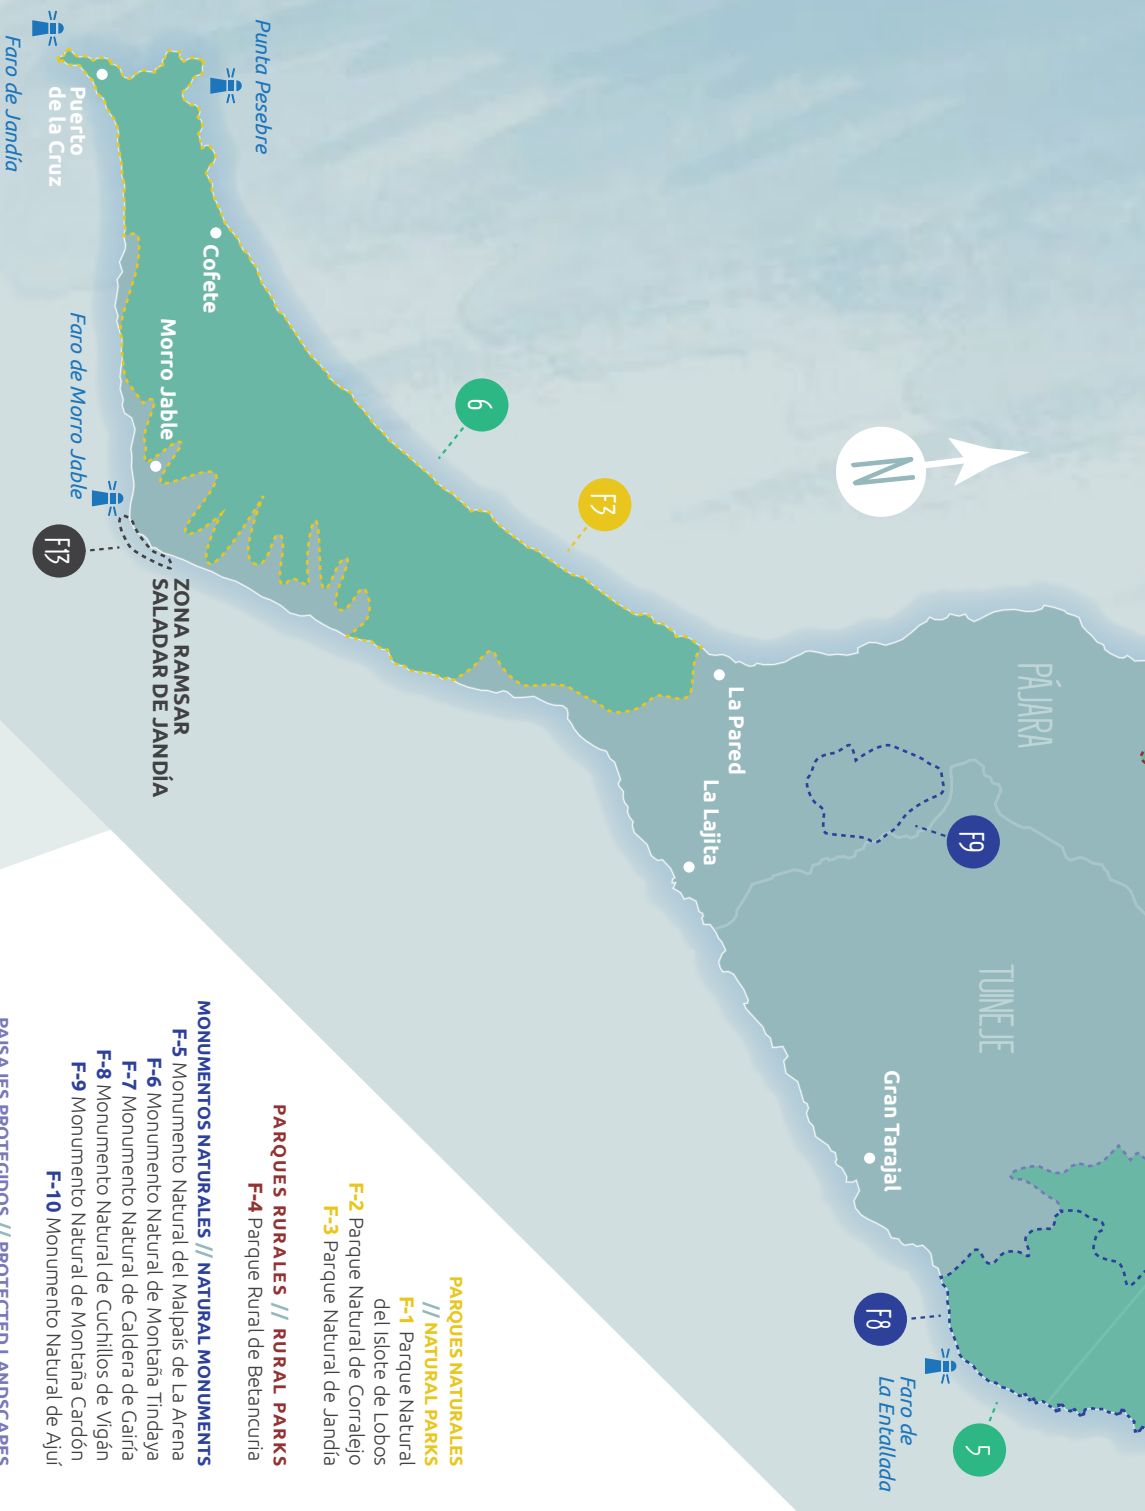 Punta Pesebre
Faro de Jandía
Puerto
de la Cruz
Cofete
Morro Jable
Faro de Morro Jable
6
F3
F13
ZONA RAMSAR
SALADAR DE JANDÍA
N
La Pared
La Lajita
PÁJARA
F9
TUINEJE
Gran Tarajal
F8
Faro de
La Entallada
5
PARQUES NATURALES
// NATURAL PARKS
F-1 Parque Natural
del Islote de Lobos
F-2 Parque Natural de Corralejo
F-3 Parque Natural de Jandía
PARQUES RURALES // RURAL PARKS
F-4 Parque Rural de Betancuria
MONUMENTOS NATURALES // NATURAL MONUMENTS
F-5 Monumento Natural del Malpaís de La Arena
F-6 Monumento Natural de Montaña Tindaya
F-7 Monumento Natural de Caldera de Gairía
F-8 Monumento Natural de Cuchillos de Vigán
F-9 Monumento Natural de Montaña Cardón
F-10 Monumento Natural de Ajuí
PAISAJES PROTEGIDOS // PROTECTED LANDSCAPES